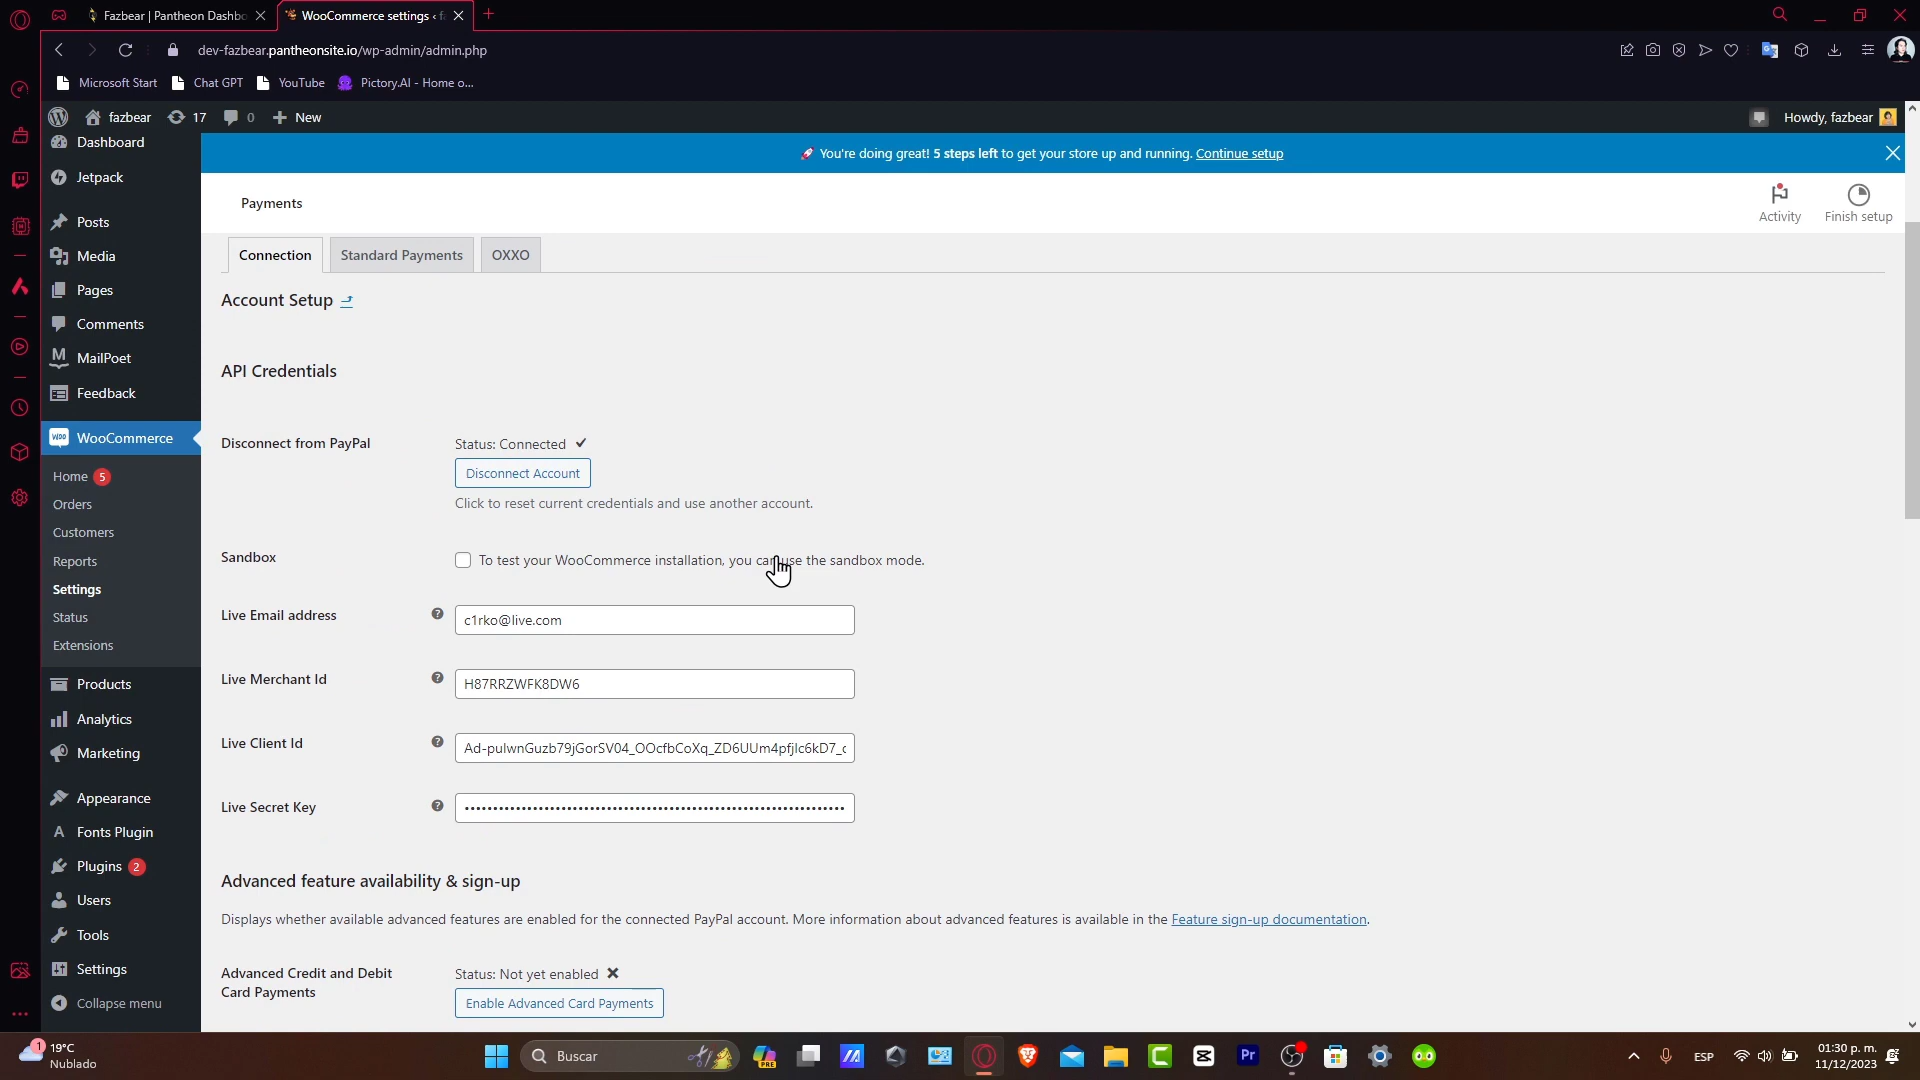 Fazbear | Pantheon Dashbo
WooCommerce settings ‹ f
dev-fazbear.pantheonsite.io/wp-admin/admin.php
Microsoft Start
Chat GPT
YouTube
Pictory.AI - Home o...
fazbear
17
0
New
Howdy, fazbear
Dashboard
Jetpack
Posts
Media
Pages
Comments
MailPoet
Feedback
WooCommerce
Home 5
Orders
Customers
Reports
Settings
Status
Extensions
Products
Analytics
Marketing
Appearance
Fonts Plugin
Plugins 2
Users
Tools
Settings
Collapse menu
You're doing great! 5 steps left to get your store up and running. Continue setup
Payments
Activity
Finish setup
Connection
Standard Payments
OXXO
Account Setup
API Credentials
Disconnect from PayPal
Status: Connected
Disconnect Account
Click to reset current credentials and use another account.
Sandbox
To test your WooCommerce installation, you can use the sandbox mode.
Live Email address
c1rko@live.com
Live Merchant Id
H87RRZWFK8DW6
Live Client Id
Ad-pulwnGuzb79jGorSV04_OOcfbCoXq_ZD6UUm4pfjlc6kD7_c
Live Secret Key
Advanced feature availability & sign-up
Displays whether available advanced features are enabled for the connected PayPal account. More information about advanced features is available in the Feature sign-up documentation.
Advanced Credit and Debit
Card Payments
Status: Not yet enabled
Enable Advanced Card Payments
1
19°C
Nublado
Buscar
PRE
Pr
ESP
01:30 p. m.
11/12/2023